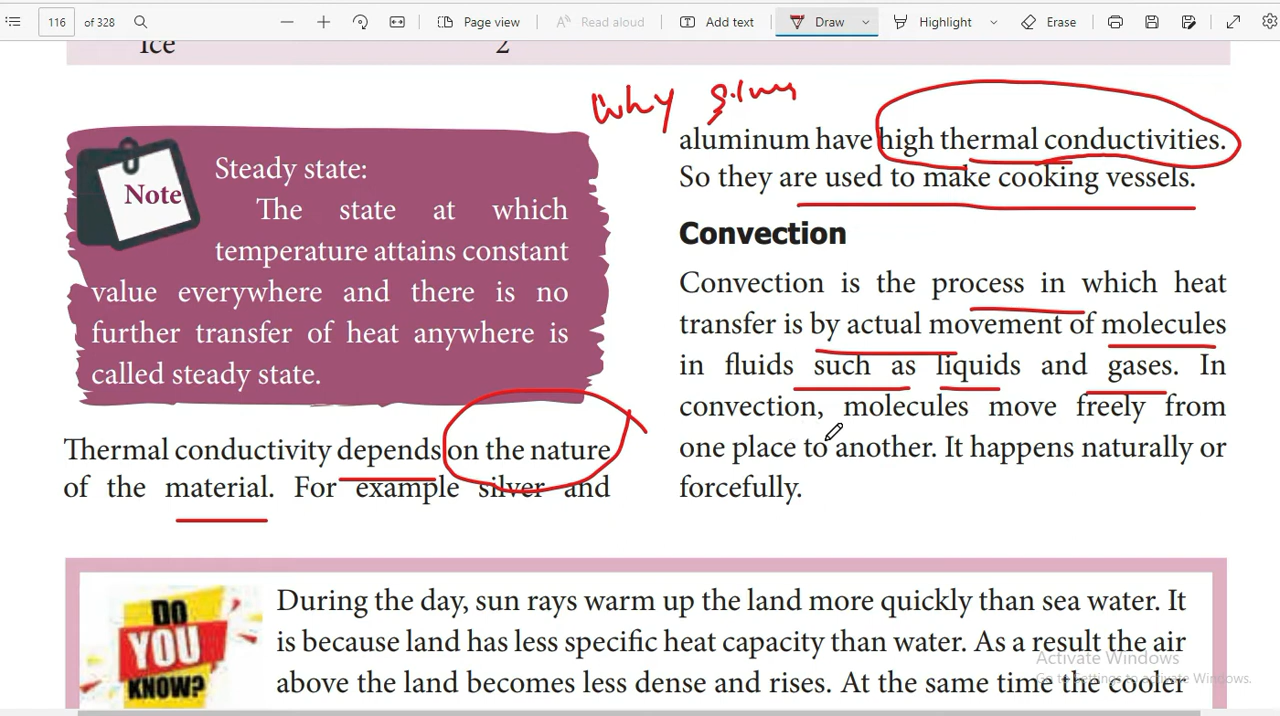 116 of 328
Page view
Read aloud
Add text
Draw
Highlight
Erase
Ice 2
Why
Note
Steady state:
The state at which
temperature attains constant
value everywhere and there is no
further transfer of heat anywhere is
called steady state.
Thermal conductivity depends on the nature
of the material. For example silver and
aluminum have high thermal conductivities.
So they are used to make cooking vessels.
Convection
Convection is the process in which heat
transfer is by actual movement of molecules
in fluids such as liquids and gases. In
convection, molecules move freely from
one place to another. It happens naturally or
forcefully.
DO
YOU
KNOW?
During the day, sun rays warm up the land more quickly than sea water. It
is because land has less specific heat capacity than water. As a result the air
above the land becomes less dense and rises. At the same time the cooler
Activate Windows
Go to Settings to activate Windows.